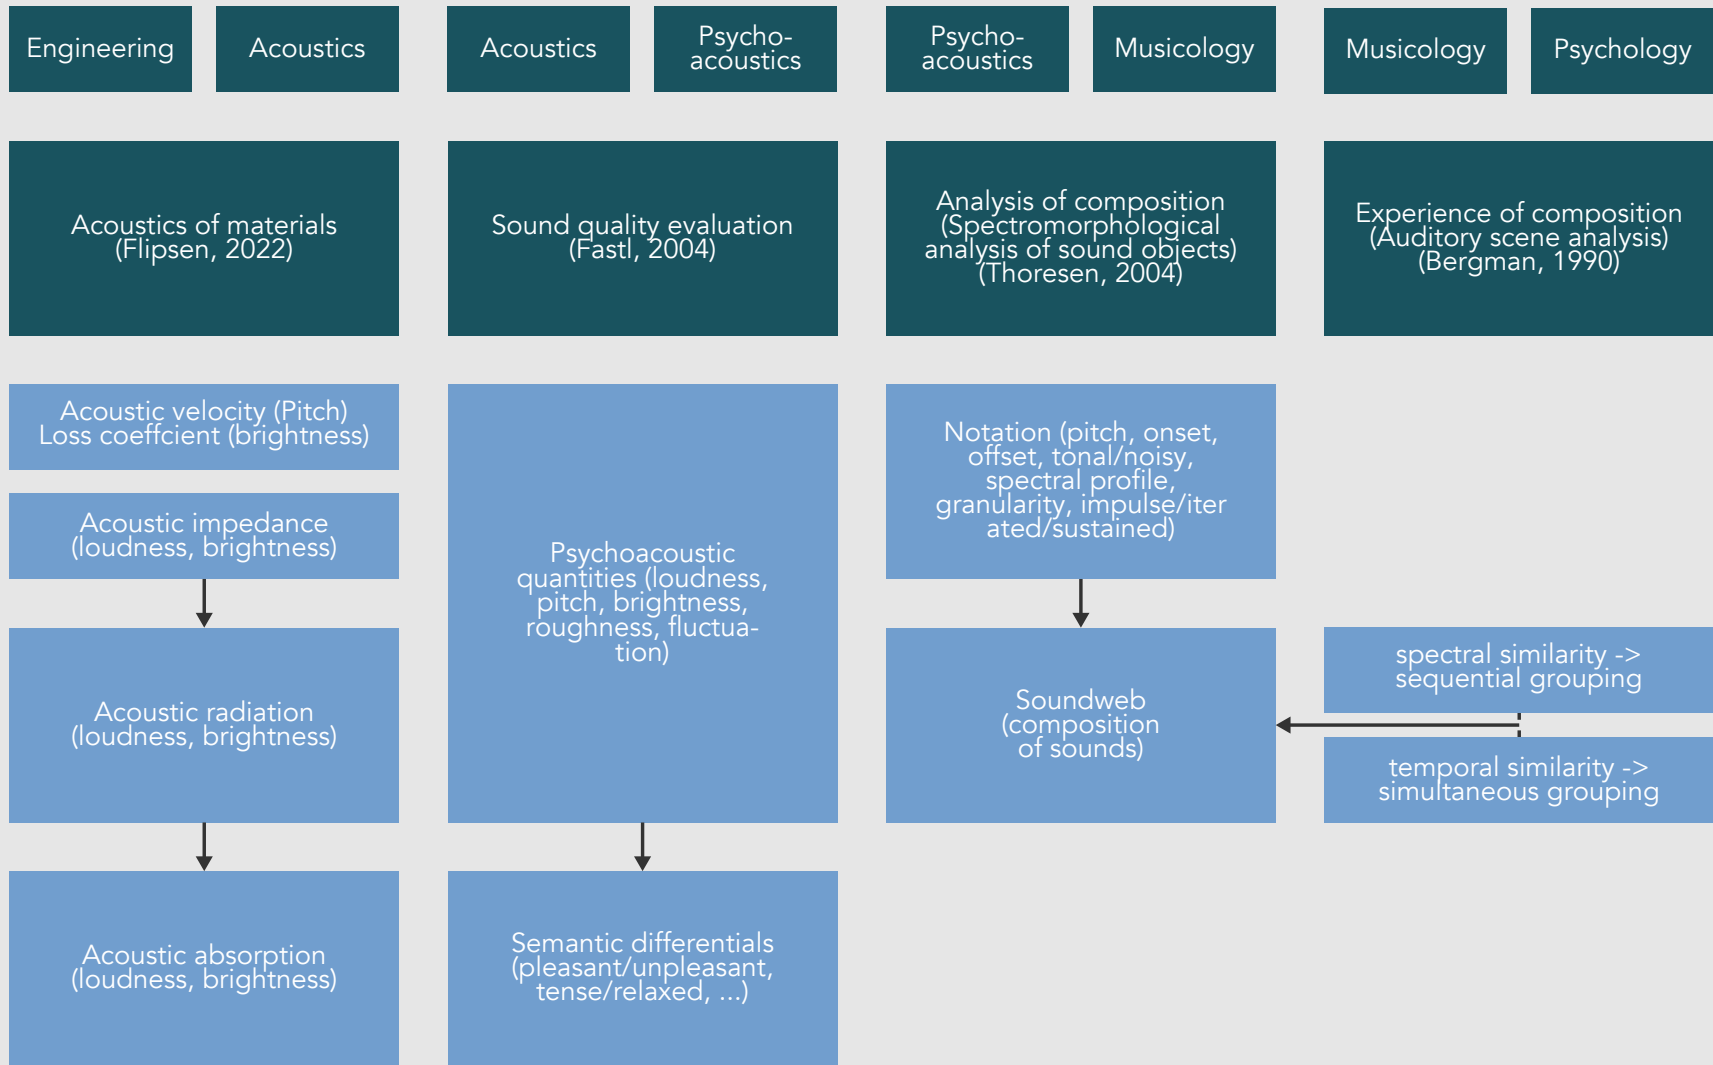 Engineering
Acoustics
Acoustics
Psycho-
acoustics
Psycho-
acoustics
Musicology
Musicology
Psychology
Acoustics of materials
(Flipsen, 2022)
Sound quality evaluation
(Fastl, 2004)
Analysis of composition
(Spectromorphological
analysis of sound objects)
(Thoresen, 2004)
Experience of composition
(Auditory scene analysis)
(Bergman, 1990)
Acoustic velocity (Pitch)
Loss coeffcient (brightness)
Acoustic impedance
(loudness, brightness)
Acoustic radiation
(loudness, brightness)
Acoustic absorption
(loudness, brightness)
Psychoacoustic
quantities (loudness,
pitch, brightness,
roughness, fluctua-
tion)
Semantic differentials
(pleasant/unpleasant,
tense/relaxed, ...)
Notation (pitch, onset,
offset, tonal/noisy,
spectral profile,
granularity, impulse/iter
ated/sustained)
Soundweb
(composition
of sounds)
spectral similarity ->
sequential grouping
temporal similarity ->
simultaneous grouping